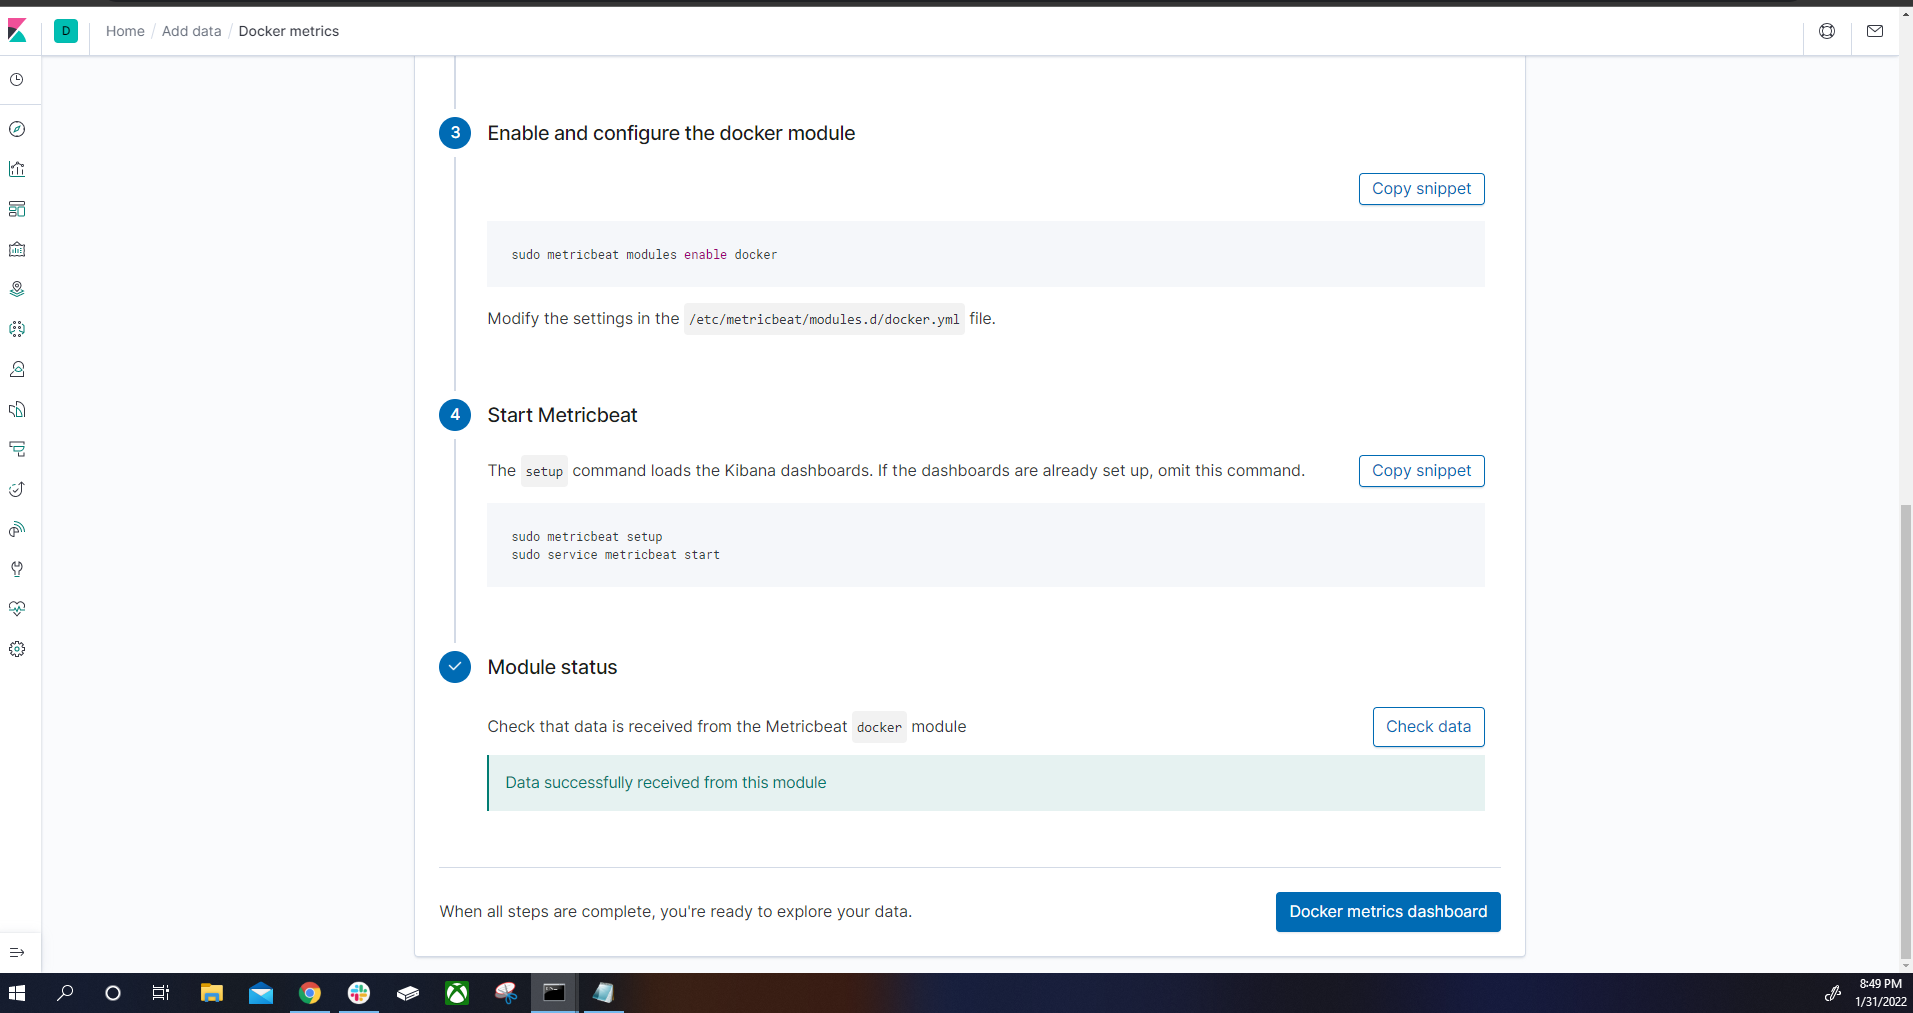 D Home / Add data / Docker metrics
3 Enable and configure the docker module
Copy snippet
sudo metricbeat modules enable docker
Modify the settings in the /etc/metricbeat/modules.d/docker.yml file.
4 Start Metricbeat
The setup command loads the Kibana dashboards. If the dashboards are already set up, omit this command.
Copy snippet
sudo metricbeat setup
sudo service metricbeat start
Module status
Check that data is received from the Metricbeat docker module
Check data
Data successfully received from this module
When all steps are complete, you're ready to explore your data.
Docker metrics dashboard
8:49 PM
1/31/2022